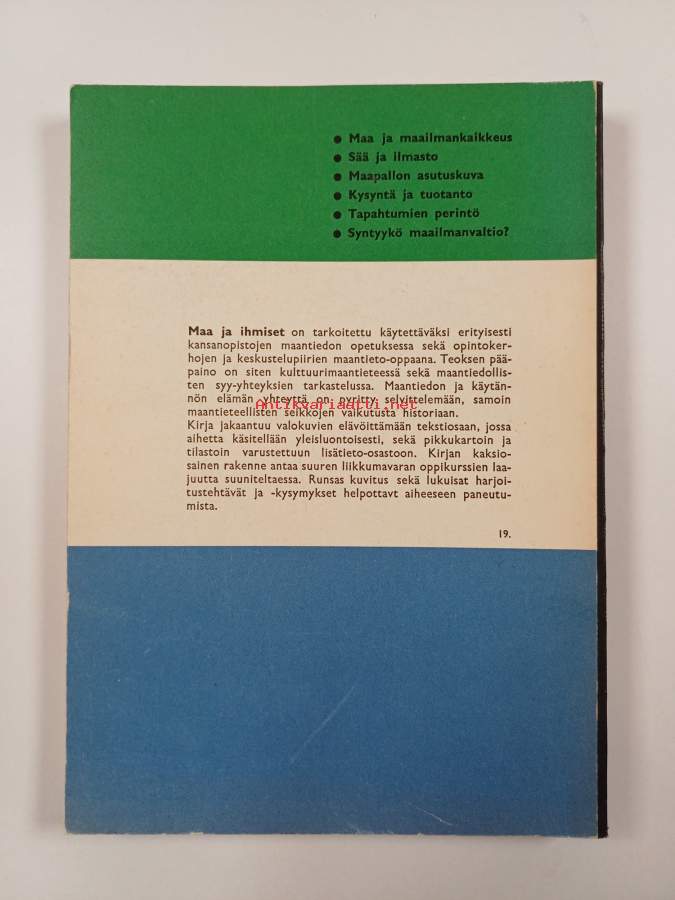 ● Maa ja maailmankaikkeus
● Sää ja ilmasto
● Maapallon asutuskuva
● Kysyntä ja tuotanto
● Tapahtumien perintö
● Syntyykö maailmanvaltio?
Maa ja ihmiset on tarkoitettu käytettäväksi erityisesti
kansanopistojen maantiedon opetuksessa sekä opintoker-
hojen ja keskustelupiirien maantieto-oppaana. Teoksen pää-
paino on siten kulttuurimaantieteessä sekä maantiedollis-
ten syy-yhteyksien tarkastelussa. Maantiedon ja käytän-
nön elämän yhteyttä on pyritty selvittelemään, samoin
Antikvariaatti.net
maantieteellisten seikkojen vaikutusta historiaan.
Kirja jakaantuu valokuvien elävöittämään tekstiosaan, jossa
aihetta käsitellään yleisluontoisesti, sekä pikkukartoin ja
tilastoin varustettuun lisätieto-osastoon. Kirjan kaksio-
sainen rakenne antaa suuren liikkumavaran oppikurssien laa-
juutta suuniteltaessa. Runsas kuvitus sekä lukuisat harjoi-
tustehtävät ja -kysymykset helpottavt aiheeseen paneutu-
mista.
19.